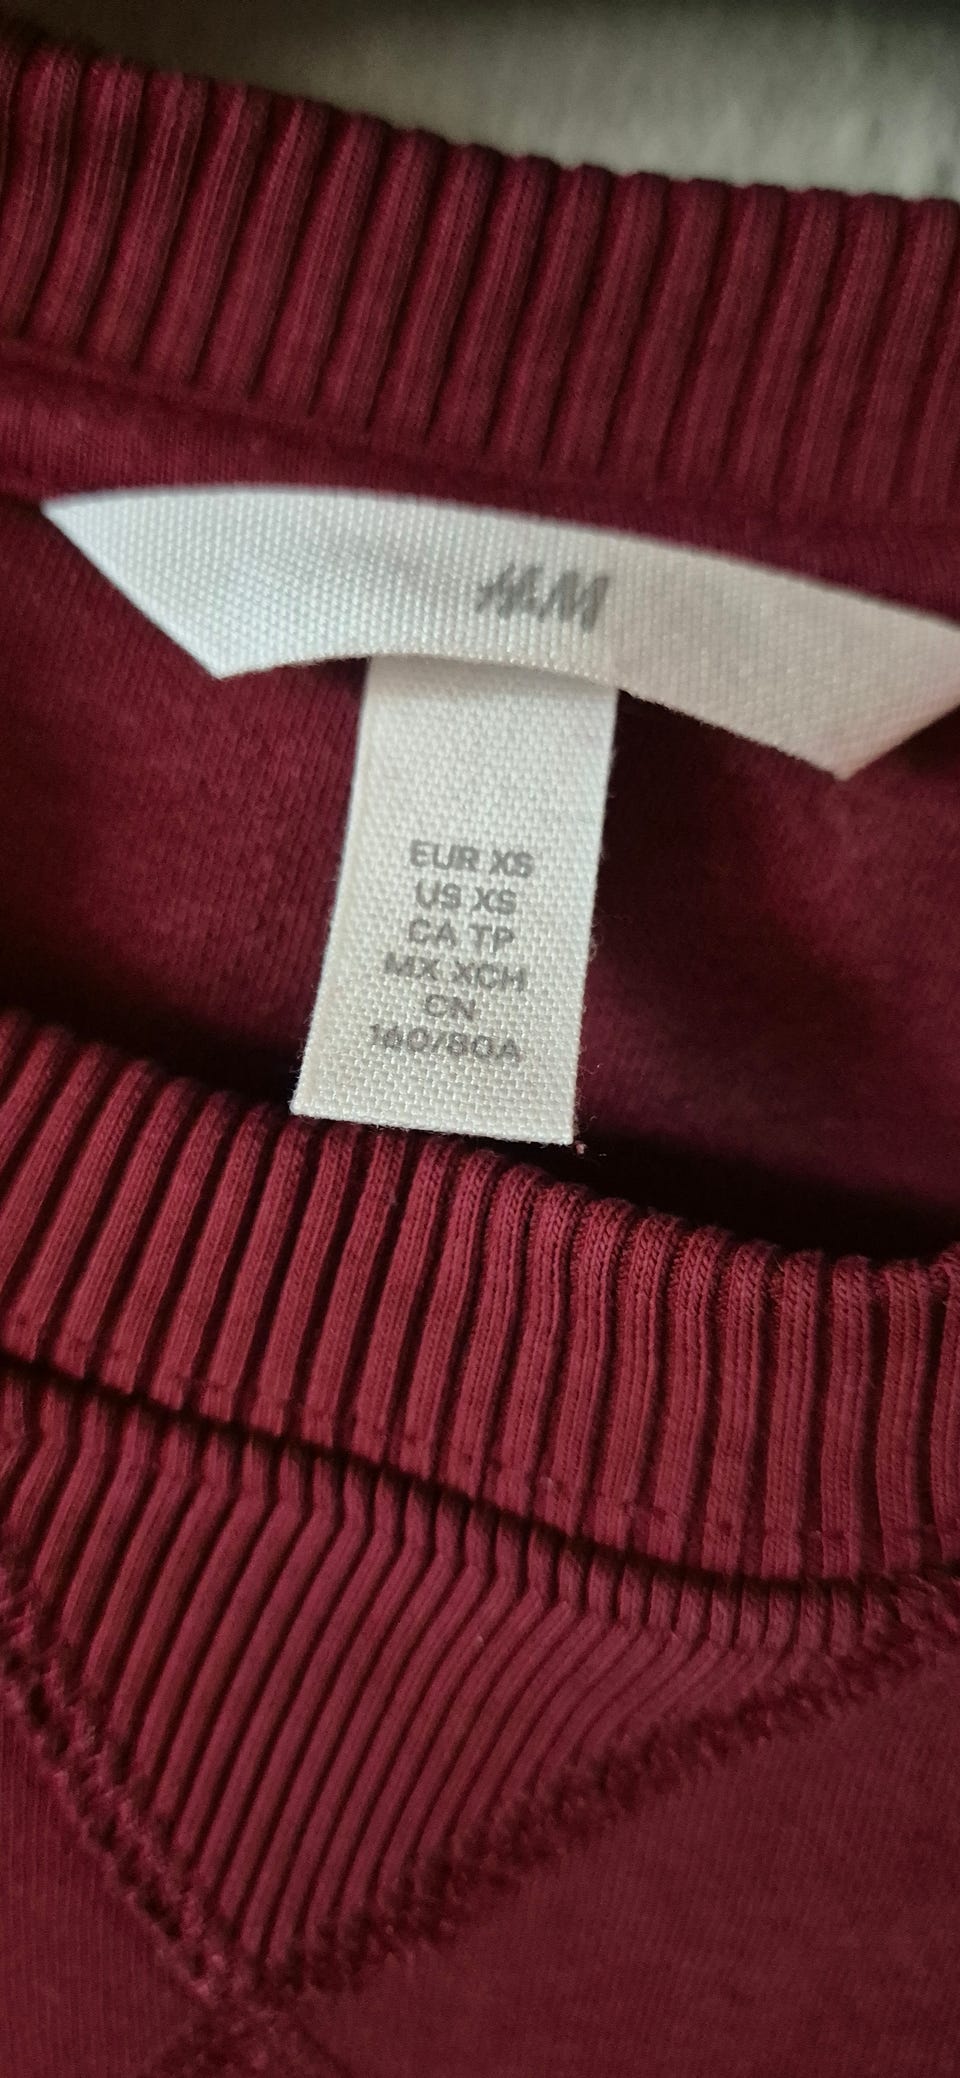 H&M
EUR XS
US XS
CA TP
MX XCH
CN
160/80A